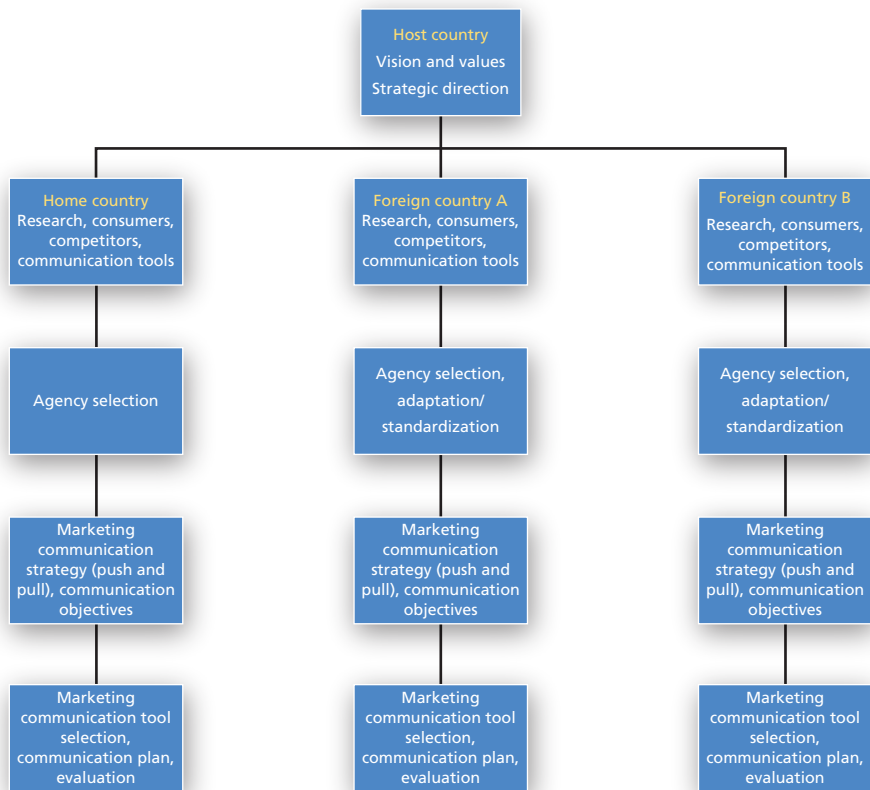 Host country
Vision and values
Strategic direction
Home country
Research, consumers,
competitors,
communication tools
Foreign country A
Research, consumers,
competitors,
communication tools
Foreign country B
Research, consumers,
competitors,
communication tools
Agency selection
Agency selection,
adaptation/
standardization
Agency selection,
adaptation/
standardization
Marketing
communication
strategy (push and
pull), communication
objectives
Marketing
communication
strategy (push and
pull), communication
objectives
Marketing
communication
strategy (push and
pull), communication
objectives
Marketing
communication tool
selection,
communication plan,
evaluation
Marketing
communication tool
selection,
communication plan,
evaluation
Marketing
communication tool
selection,
communication plan,
evaluation